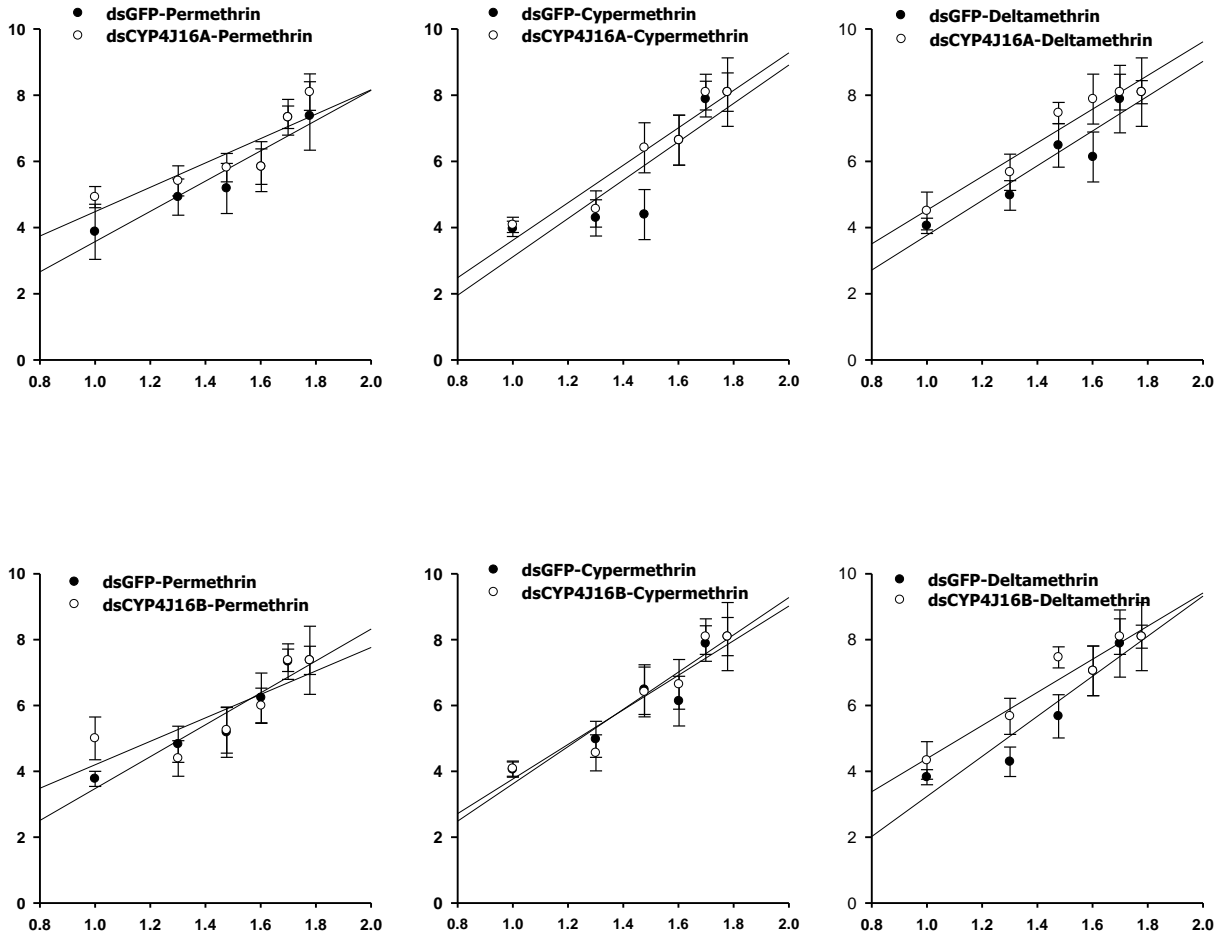 dsGFP-Permethrin
dsCYP4J16A-Permethrin
10
8
6
4
2
0
0.8 1.0 1.2 1.4 1.6 1.8 2.0
dsGFP-Cypermethrin
dsCYP4J16A-Cypermethrin
10
8
6
4
2
0
0.8 1.0 1.2 1.4 1.6 1.8 2.0
dsGFP-Deltamethrin
dsCYP4J16A-Deltamethrin
10
8
6
4
2
0
0.8 1.0 1.2 1.4 1.6 1.8 2.0
dsGFP-Permethrin
dsCYP4J16B-Permethrin
10
8
6
4
2
0
0.8 1.0 1.2 1.4 1.6 1.8 2.0
dsGFP-Cypermethrin
dsCYP4J16B-Cypermethrin
10
8
6
4
2
0
0.8 1.0 1.2 1.4 1.6 1.8 2.0
dsGFP-Deltamethrin
dsCYP4J16B-Deltamethrin
10
8
6
4
2
0
0.8 1.0 1.2 1.4 1.6 1.8 2.0